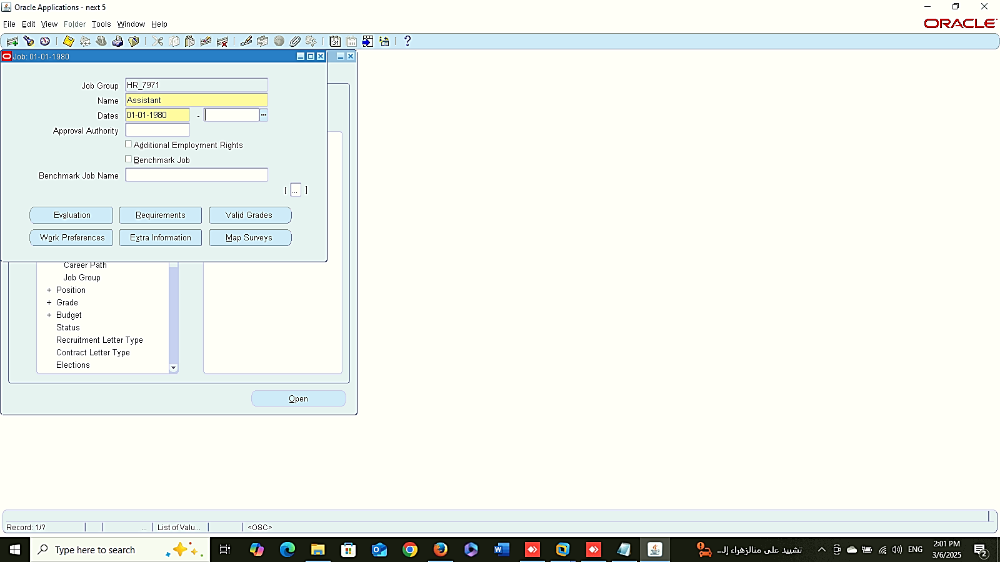 Oracle Applications - next 5
File Edit View Folder Tools Window Help
ORACLE
Job: 01-01-1980
Job Group HR_7971
Name Assistant
Dates 01-01-1980 -
Approval Authority
Additional Employment Rights
Benchmark Job
Benchmark Job Name
[ ... ]
Evaluation Requirements Valid Grades
Work Preferences Extra Information Map Surveys
Career Path
Job Group
+ Position
+ Grade
+ Budget
Status
Recruitment Letter Type
Contract Letter Type
Elections
Open
Record: 1/? ... List of Valu... <OSC>
Type here to search
تشييد على منالزهراء إلـ...
ENG
2:01 PM
3/6/2025
2